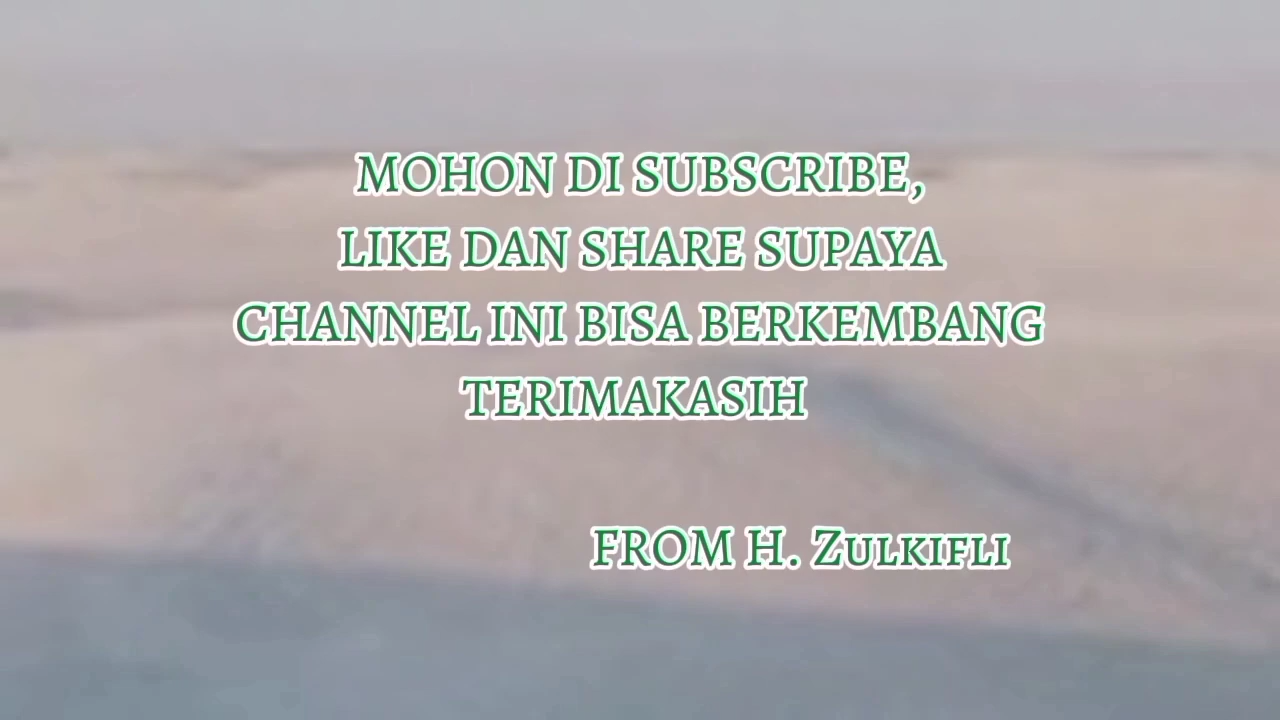 MOHON DI SUBSCRIBE,
LIKE DAN SHARE SUPAYA
CHANNEL INI BISA BERKEMBANG
TERIMAKASIH
FROM H. Zulkifli